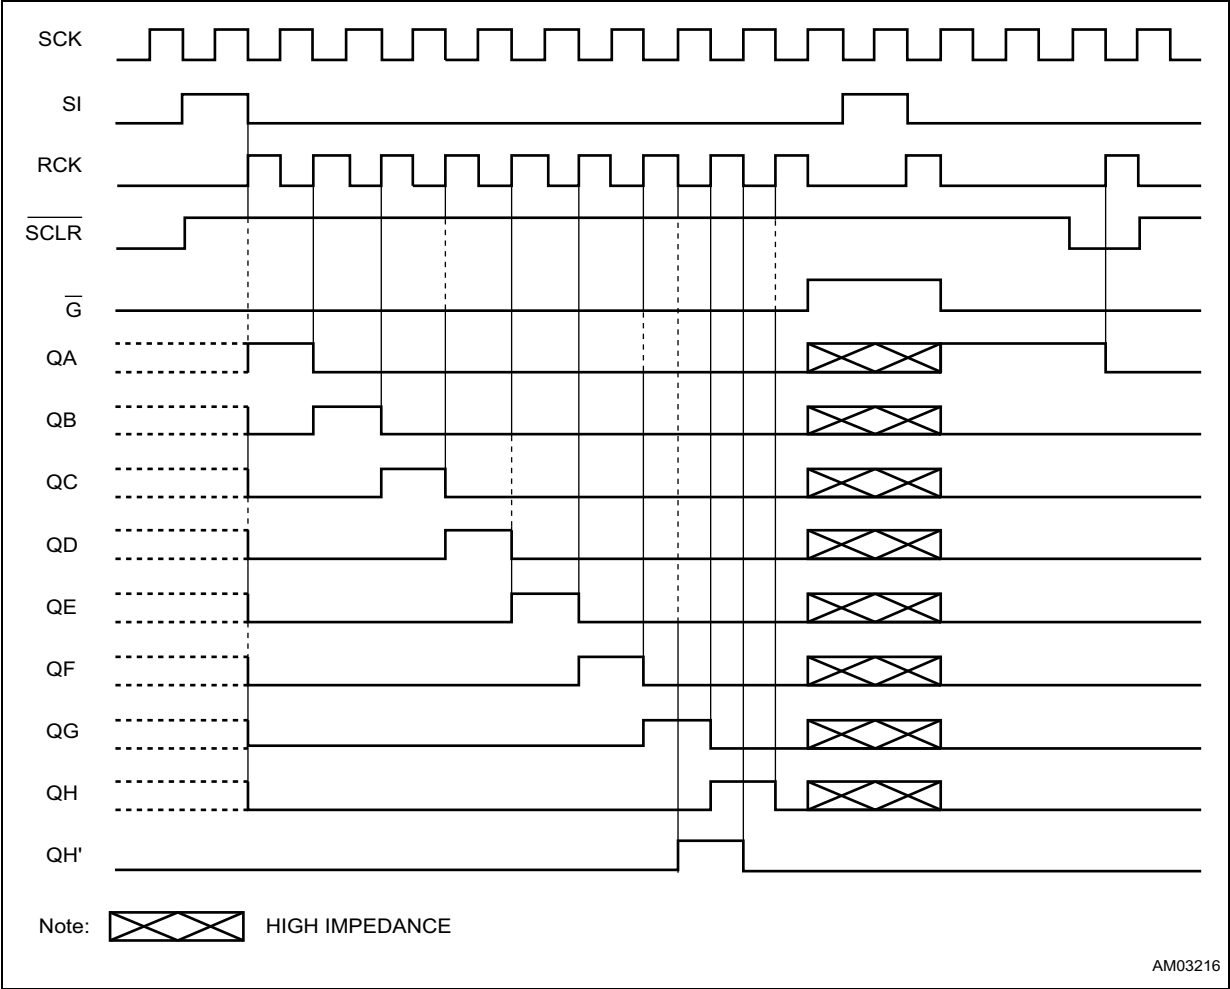 SCK
SI
RCK
SCLR
G
QA
QB
QC
QD
QE
QF
QG
QH
QH'
Note: HIGH IMPEDANCE
AM03216